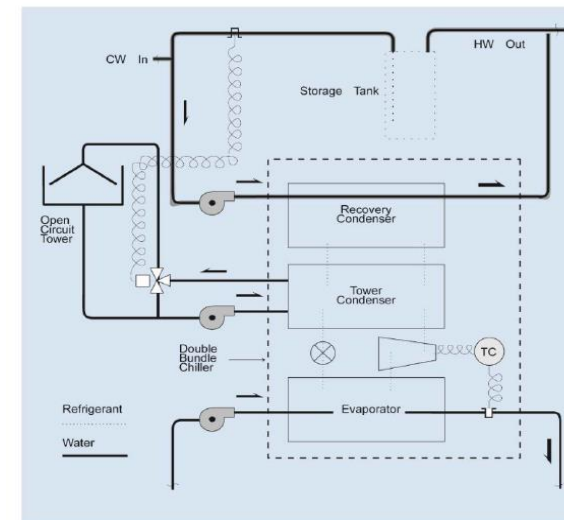 CW In
HW Out
Storage Tank
Open
Circuit
Tower
Recovery
Condenser
Tower
Condenser
Double
Bundle
Chiller
TC
Evaporator
Refrigerant
Water